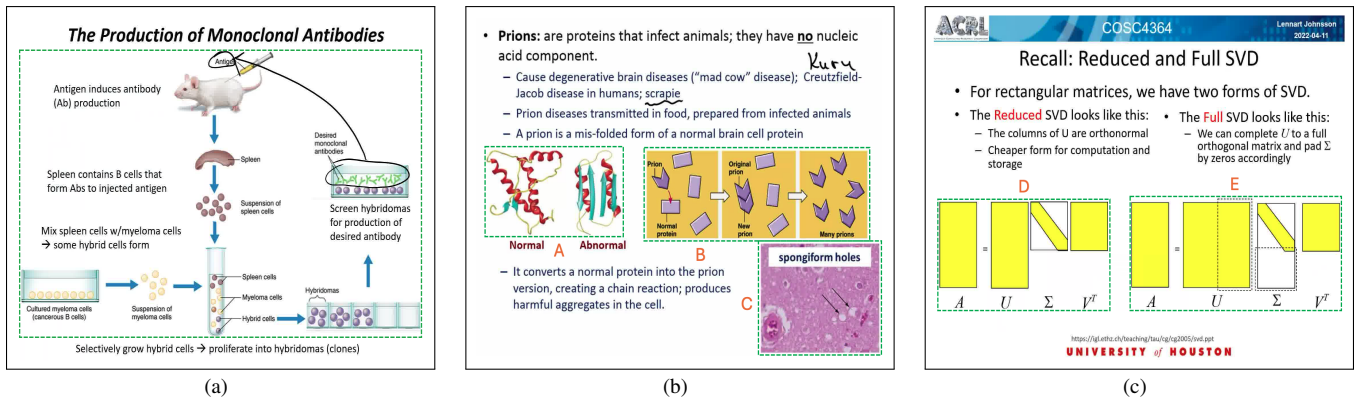 The Production of Monoclonal Antibodies
Antigen
Antigen induces antibody
(Ab) production
Spleen
Spleen contains B cells that
form Abs to injected antigen
Suspension of
spleen cells
Desired
monoclonal
antibodies
Screen hybridomas
for production of
desired antibody
Mix spleen cells w/myeloma cells
→ some hybrid cells form
Spleen cells
Myeloma cells
Hybrid cells
Cultured myeloma cells
(cancerous B cells)
Suspension of
myeloma cells
Hybridomas
Selectively grow hybrid cells → proliferate into hybridomas (clones)
(a)
• Prions: are proteins that infect animals; they have no nucleic
acid component.
Kuru
– Cause degenerative brain diseases ("mad cow" disease); Creutzfield-
Jacob disease in humans; scrapie
– Prion diseases transmitted in food, prepared from infected animals
– A prion is a mis-folded form of a normal brain cell protein
Normal
Abnormal
A
Prion
Normal
protein
Original
prion
New
prion
Many prions
B
– It converts a normal protein into the prion
version, creating a chain reaction; produces
harmful aggregates in the cell.
spongiform holes
C
(b)
ACRL
COSC4364
Lennart Johnsson
2022-04-11
Recall: Reduced and Full SVD
• For rectangular matrices, we have two forms of SVD.
• The Reduced SVD looks like this:
– The columns of U are orthonormal
– Cheaper form for computation and
storage
• The Full SVD looks like this:
– We can complete U to a full
orthogonal matrix and pad Σ
by zeros accordingly
D
E
=
A U Σ Vᵀ
=
A U Σ Vᵀ
https://igl.ethz.ch/teaching/tau/cg/cg2005/svd.ppt
UNIVERSITY of HOUSTON
(c)